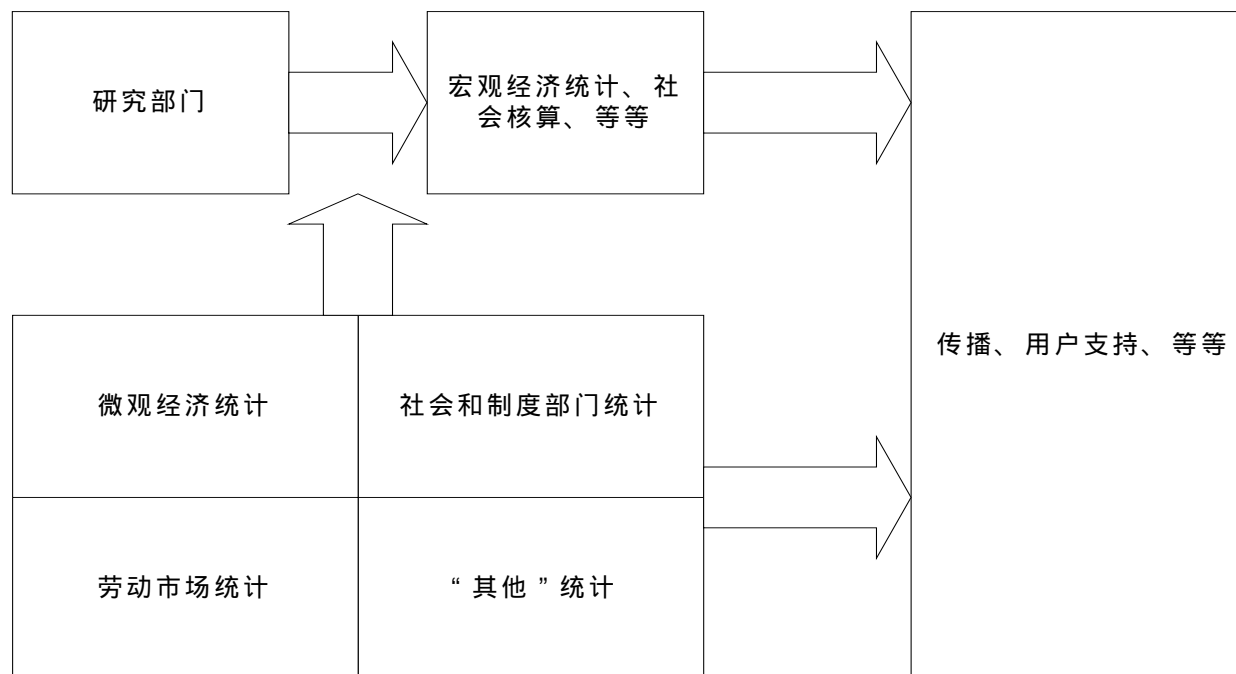 研究部门
宏观经济统计、社
会核算、等等
传播、用户支持、等等
微观经济统计
社会和制度部门统计
劳动市场统计
“其他”统计